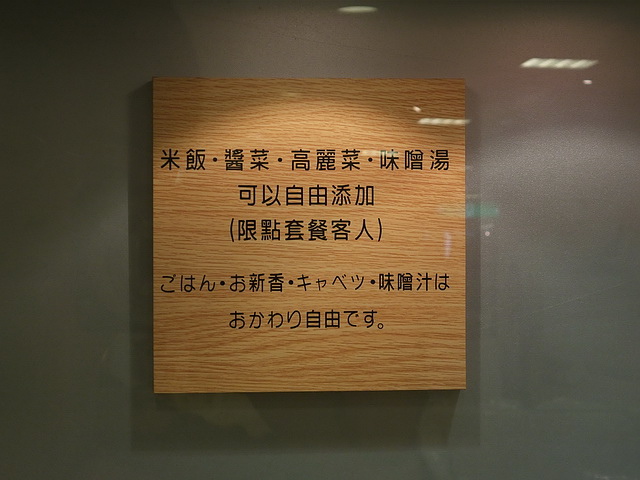 米飯・醬菜・高麗菜・味噌湯
可以自由添加
(限點套餐客人)
ごはん・お新香・キャベツ・味噌汁は
おかわり自由です。